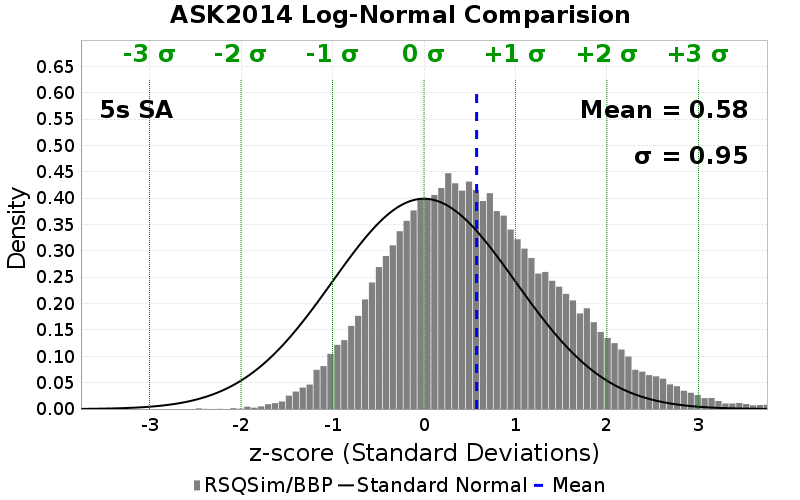 ASK2014 Log-Normal Comparision
-3 σ -2 σ -1 σ 0 σ +1 σ +2 σ +3 σ
5s SA
Mean = 0.58
σ = 0.95
Density
0.65
0.60
0.55
0.50
0.45
0.40
0.35
0.30
0.25
0.20
0.15
0.10
0.05
0.00
-3 -2 -1 0 1 2 3
z-score (Standard Deviations)
RSQSim/BBP Standard Normal Mean